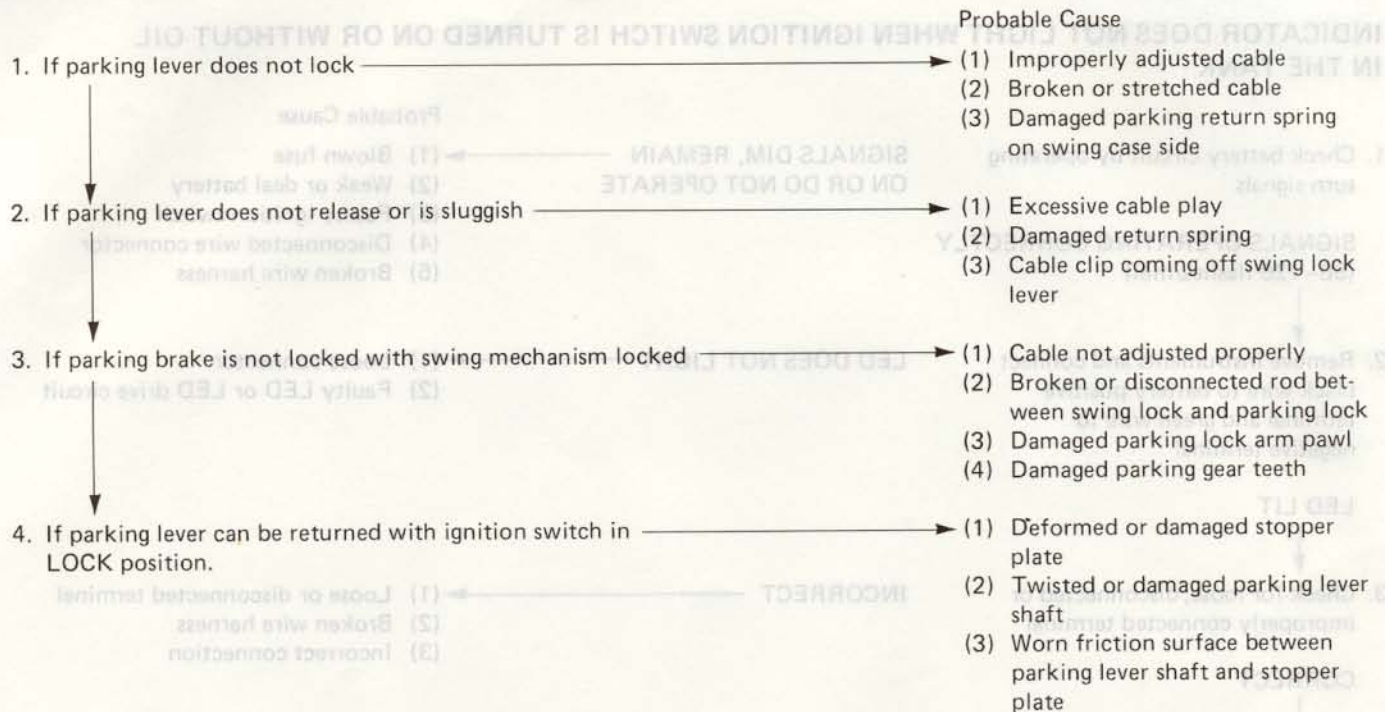 Probable Cause
1. If parking lever does not lock
(1) Improperly adjusted cable
(2) Broken or stretched cable
(3) Damaged parking return spring
on swing case side
2. If parking lever does not release or is sluggish
(1) Excessive cable play
(2) Damaged return spring
(3) Cable clip coming off swing lock
lever
3. If parking brake is not locked with swing mechanism locked
(1) Cable not adjusted properly
(2) Broken or disconnected rod bet-
ween swing lock and parking lock
(3) Damaged parking lock arm pawl
(4) Damaged parking gear teeth
4. If parking lever can be returned with ignition switch in
LOCK position.
(1) Deformed or damaged stopper
plate
(2) Twisted or damaged parking lever
shaft
(3) Worn friction surface between
parking lever shaft and stopper
plate